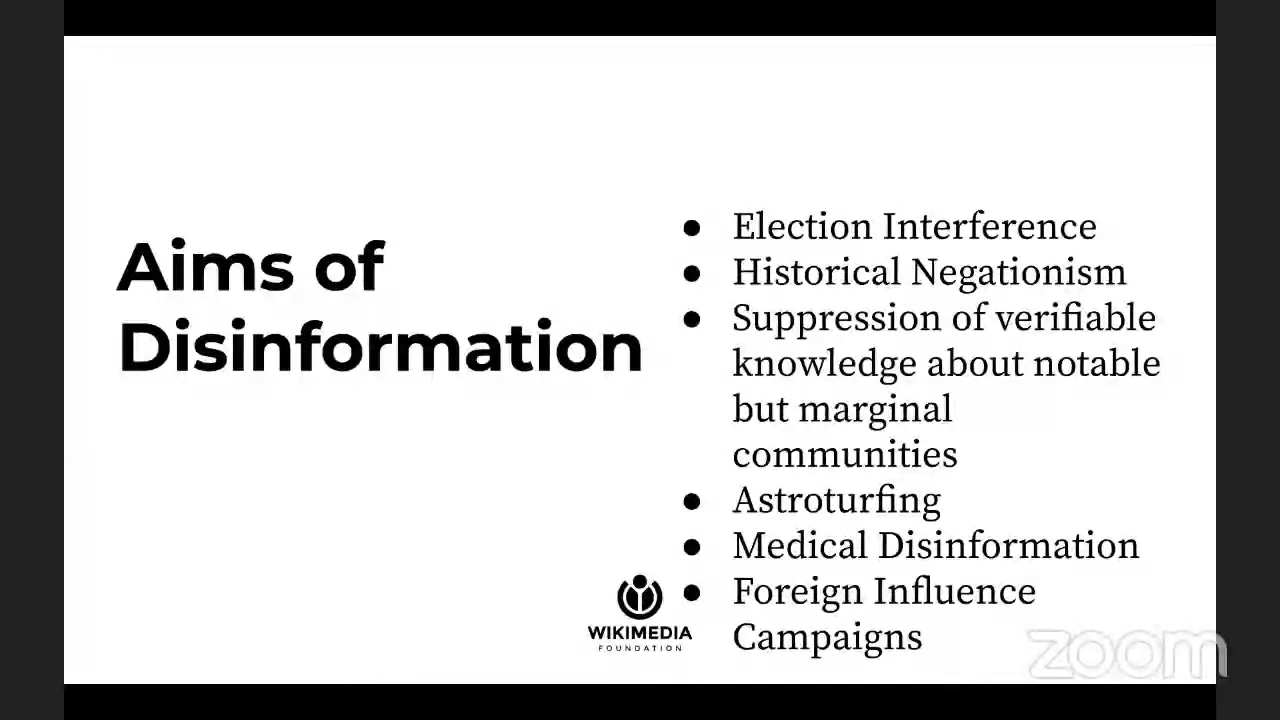 Aims of
Disinformation
● Election Interference
● Historical Negationism
● Suppression of verifiable
knowledge about notable
but marginal
communities
● Astroturfing
● Medical Disinformation
● Foreign Influence
Campaigns
WIKIMEDIA
FOUNDATION
zoom